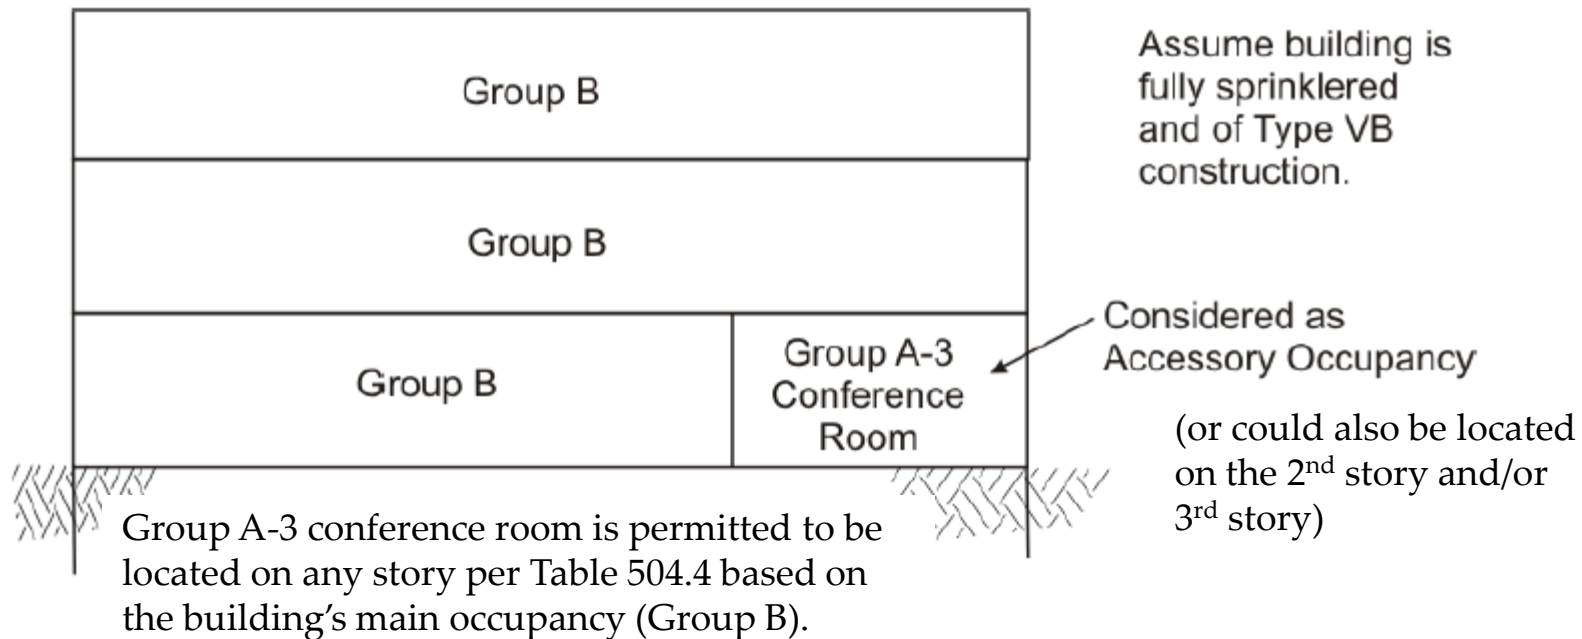 Group B
Assume building is
fully sprinklered
and of Type VB
construction.
Group B
Group B
Group A-3
Conference
Room
Considered as
Accessory Occupancy
(or could also be located
on the 2nd story and/or
3rd story)
Group A-3 conference room is permitted to be
located on any story per Table 504.4 based on
the building’s main occupancy (Group B).